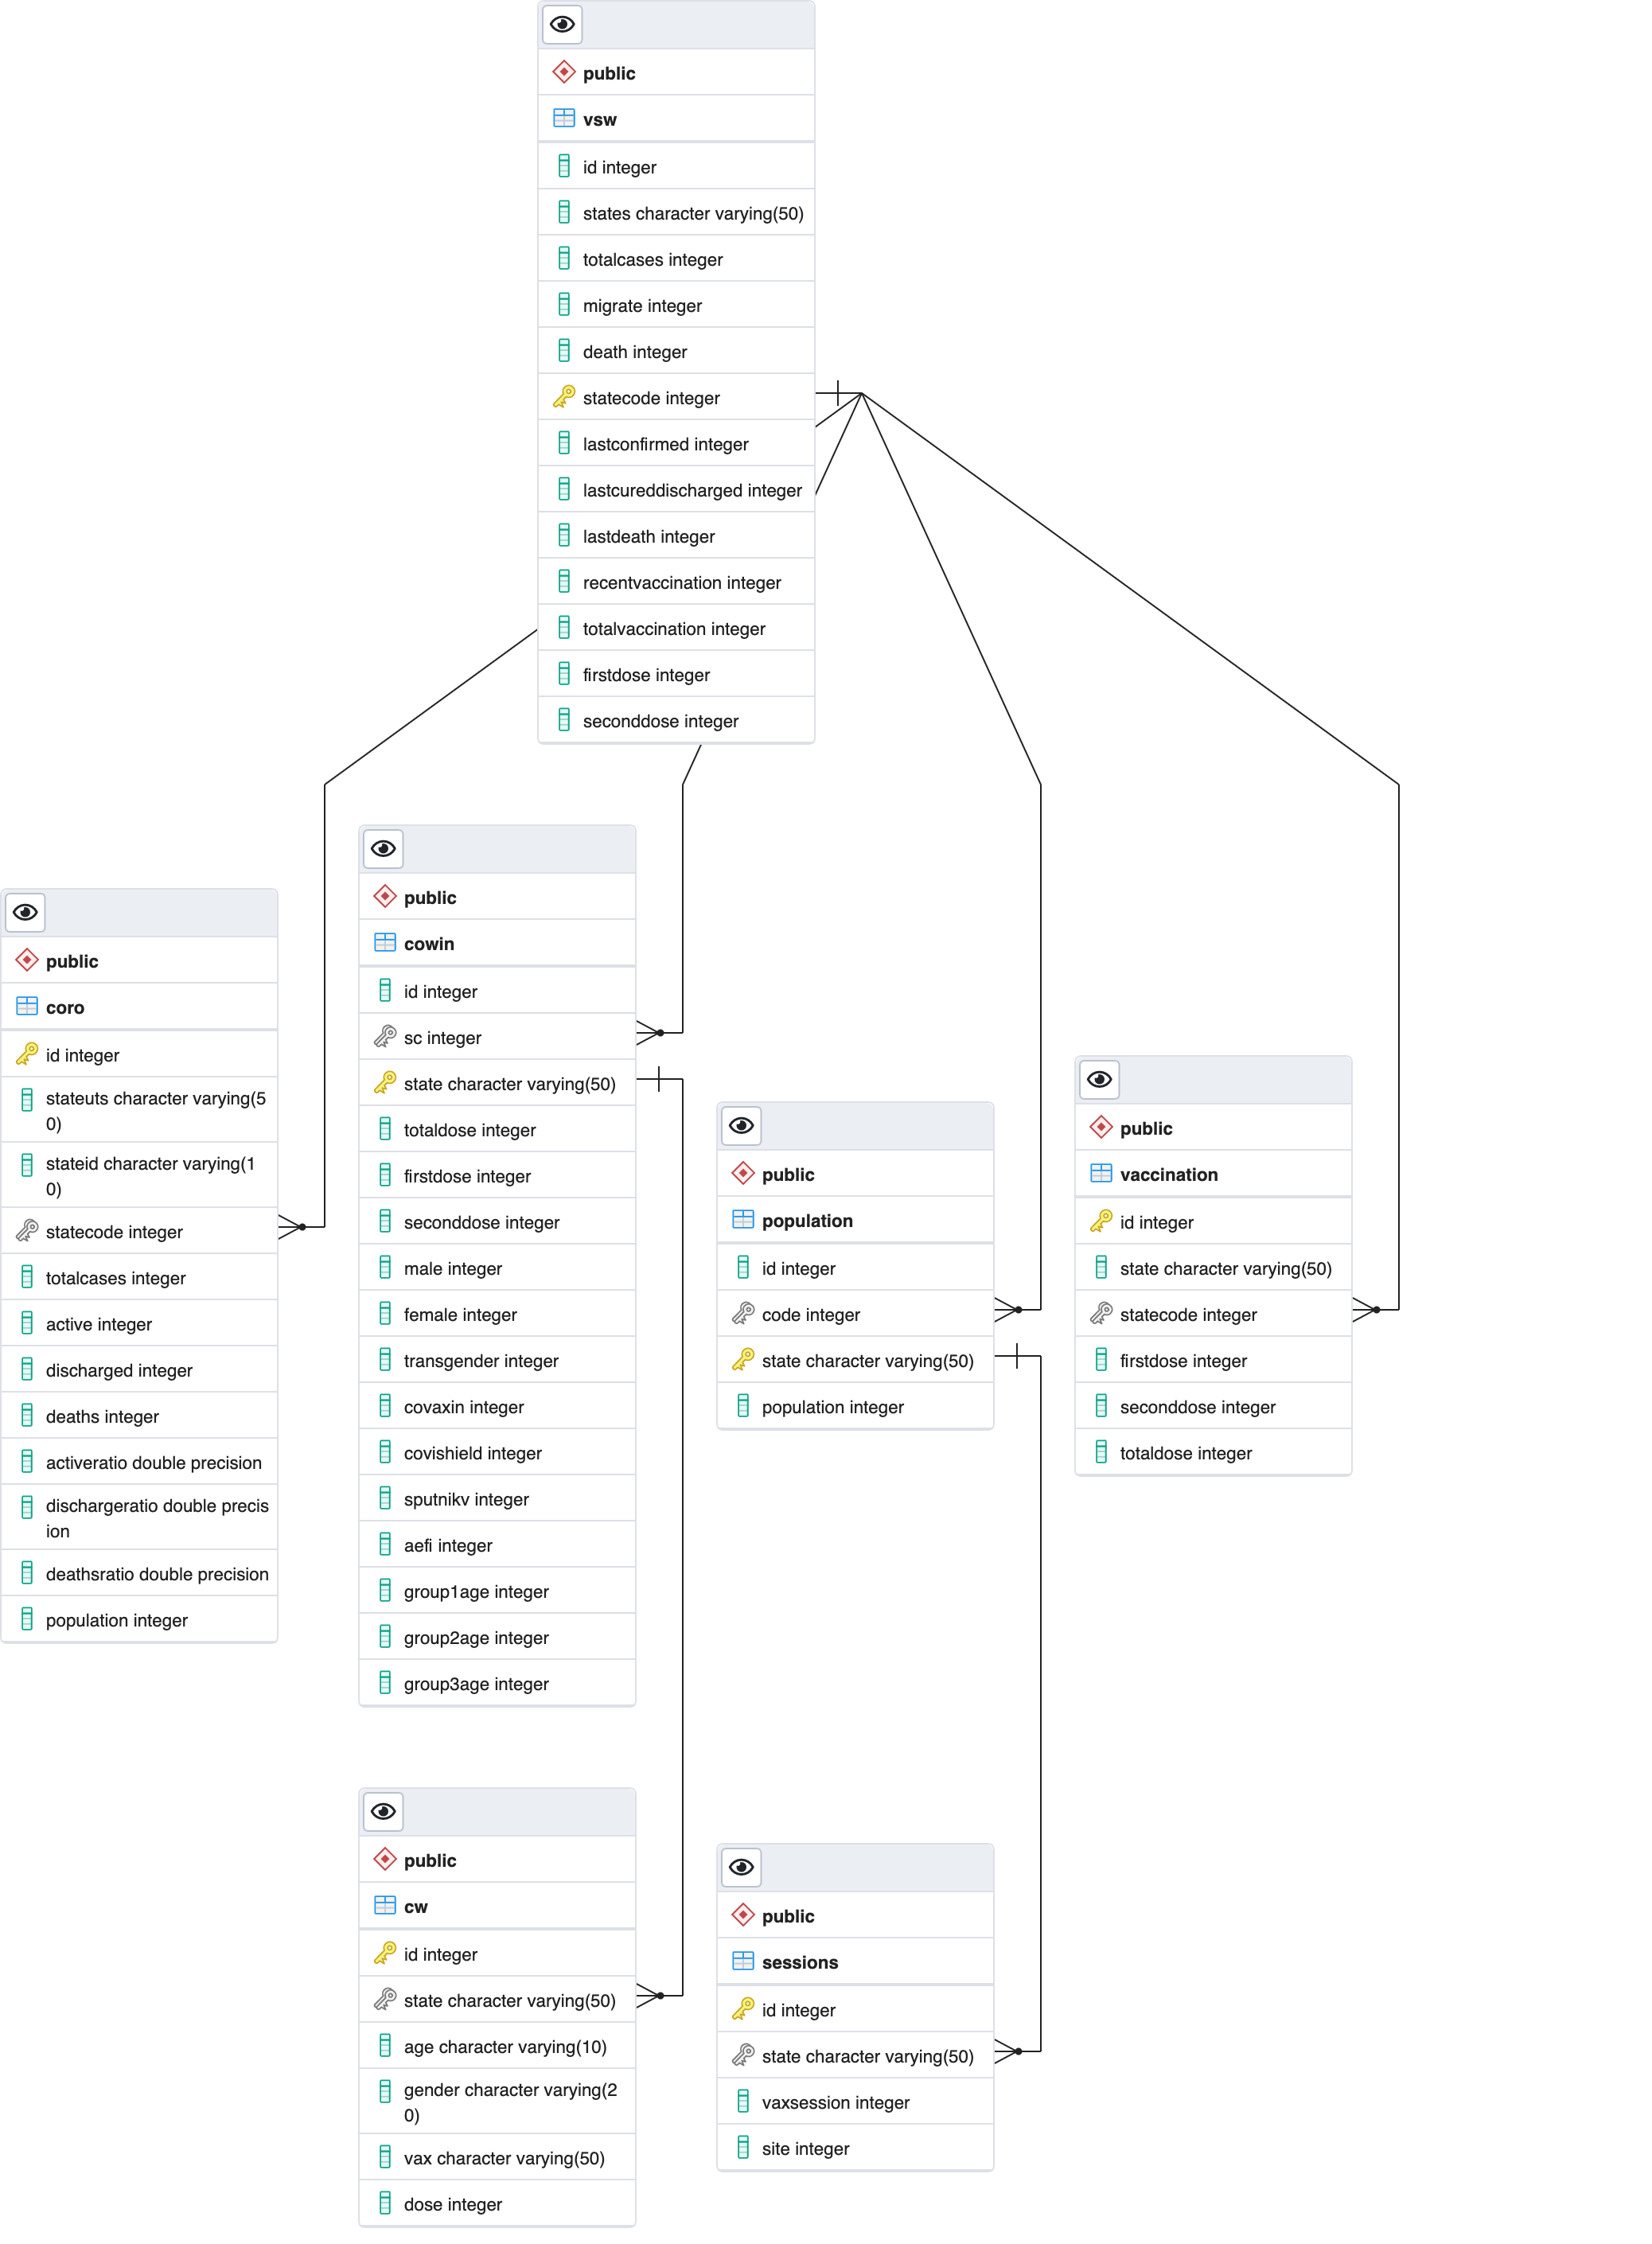 public
vsw
id integer
states character varying(50)
totalcases integer
migrate integer
death integer
statecode integer
lastconfirmed integer
lastcureddischarged integer
lastdeath integer
recentvaccination integer
totalvaccination integer
firstdose integer
seconddose integer
public
coro
id integer
stateuts character varying(5
0)
stateid character varying(1
0)
statecode integer
totalcases integer
active integer
discharged integer
deaths integer
activeratio double precision
dischargeratio double precis
ion
deathsratio double precision
population integer
public
cowin
id integer
sc integer
state character varying(50)
totaldose integer
firstdose integer
seconddose integer
male integer
female integer
transgender integer
covaxin integer
covishield integer
sputnikv integer
aefi integer
group1age integer
group2age integer
group3age integer
public
population
id integer
code integer
state character varying(50)
population integer
public
vaccination
id integer
state character varying(50)
statecode integer
firstdose integer
seconddose integer
totaldose integer
public
cw
id integer
state character varying(50)
age character varying(10)
gender character varying(2
0)
vax character varying(50)
dose integer
public
sessions
id integer
state character varying(50)
vaxsession integer
site integer